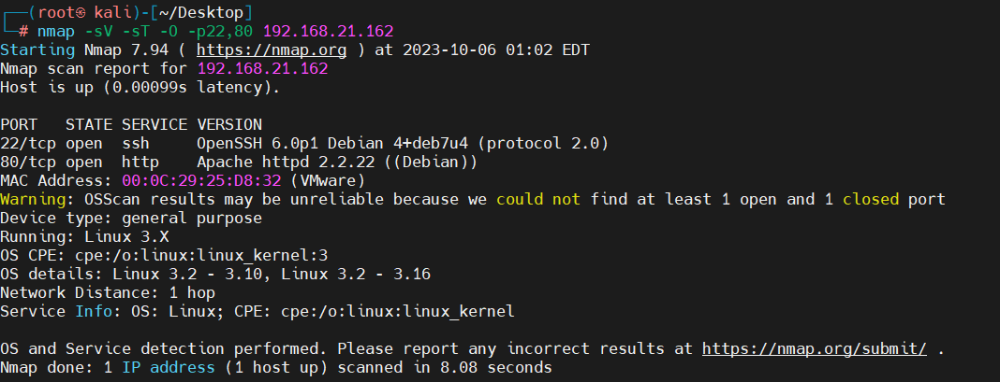 ┌──(root㉿kali)-[~/Desktop]
└─# nmap -sV -sT -O -p22,80 192.168.21.162
Starting Nmap 7.94 ( https://nmap.org ) at 2023-10-06 01:02 EDT
Nmap scan report for 192.168.21.162
Host is up (0.00099s latency).

PORT   STATE SERVICE VERSION
22/tcp open  ssh     OpenSSH 6.0p1 Debian 4+deb7u4 (protocol 2.0)
80/tcp open  http    Apache httpd 2.2.22 ((Debian))
MAC Address: 00:0C:29:25:D8:32 (VMware)
Warning: OSScan results may be unreliable because we could not find at least 1 open and 1 closed port
Device type: general purpose
Running: Linux 3.X
OS CPE: cpe:/o:linux:linux_kernel:3
OS details: Linux 3.2 - 3.10, Linux 3.2 - 3.16
Network Distance: 1 hop
Service Info: OS: Linux; CPE: cpe:/o:linux:linux_kernel

OS and Service detection performed. Please report any incorrect results at https://nmap.org/submit/ .
Nmap done: 1 IP address (1 host up) scanned in 8.08 seconds